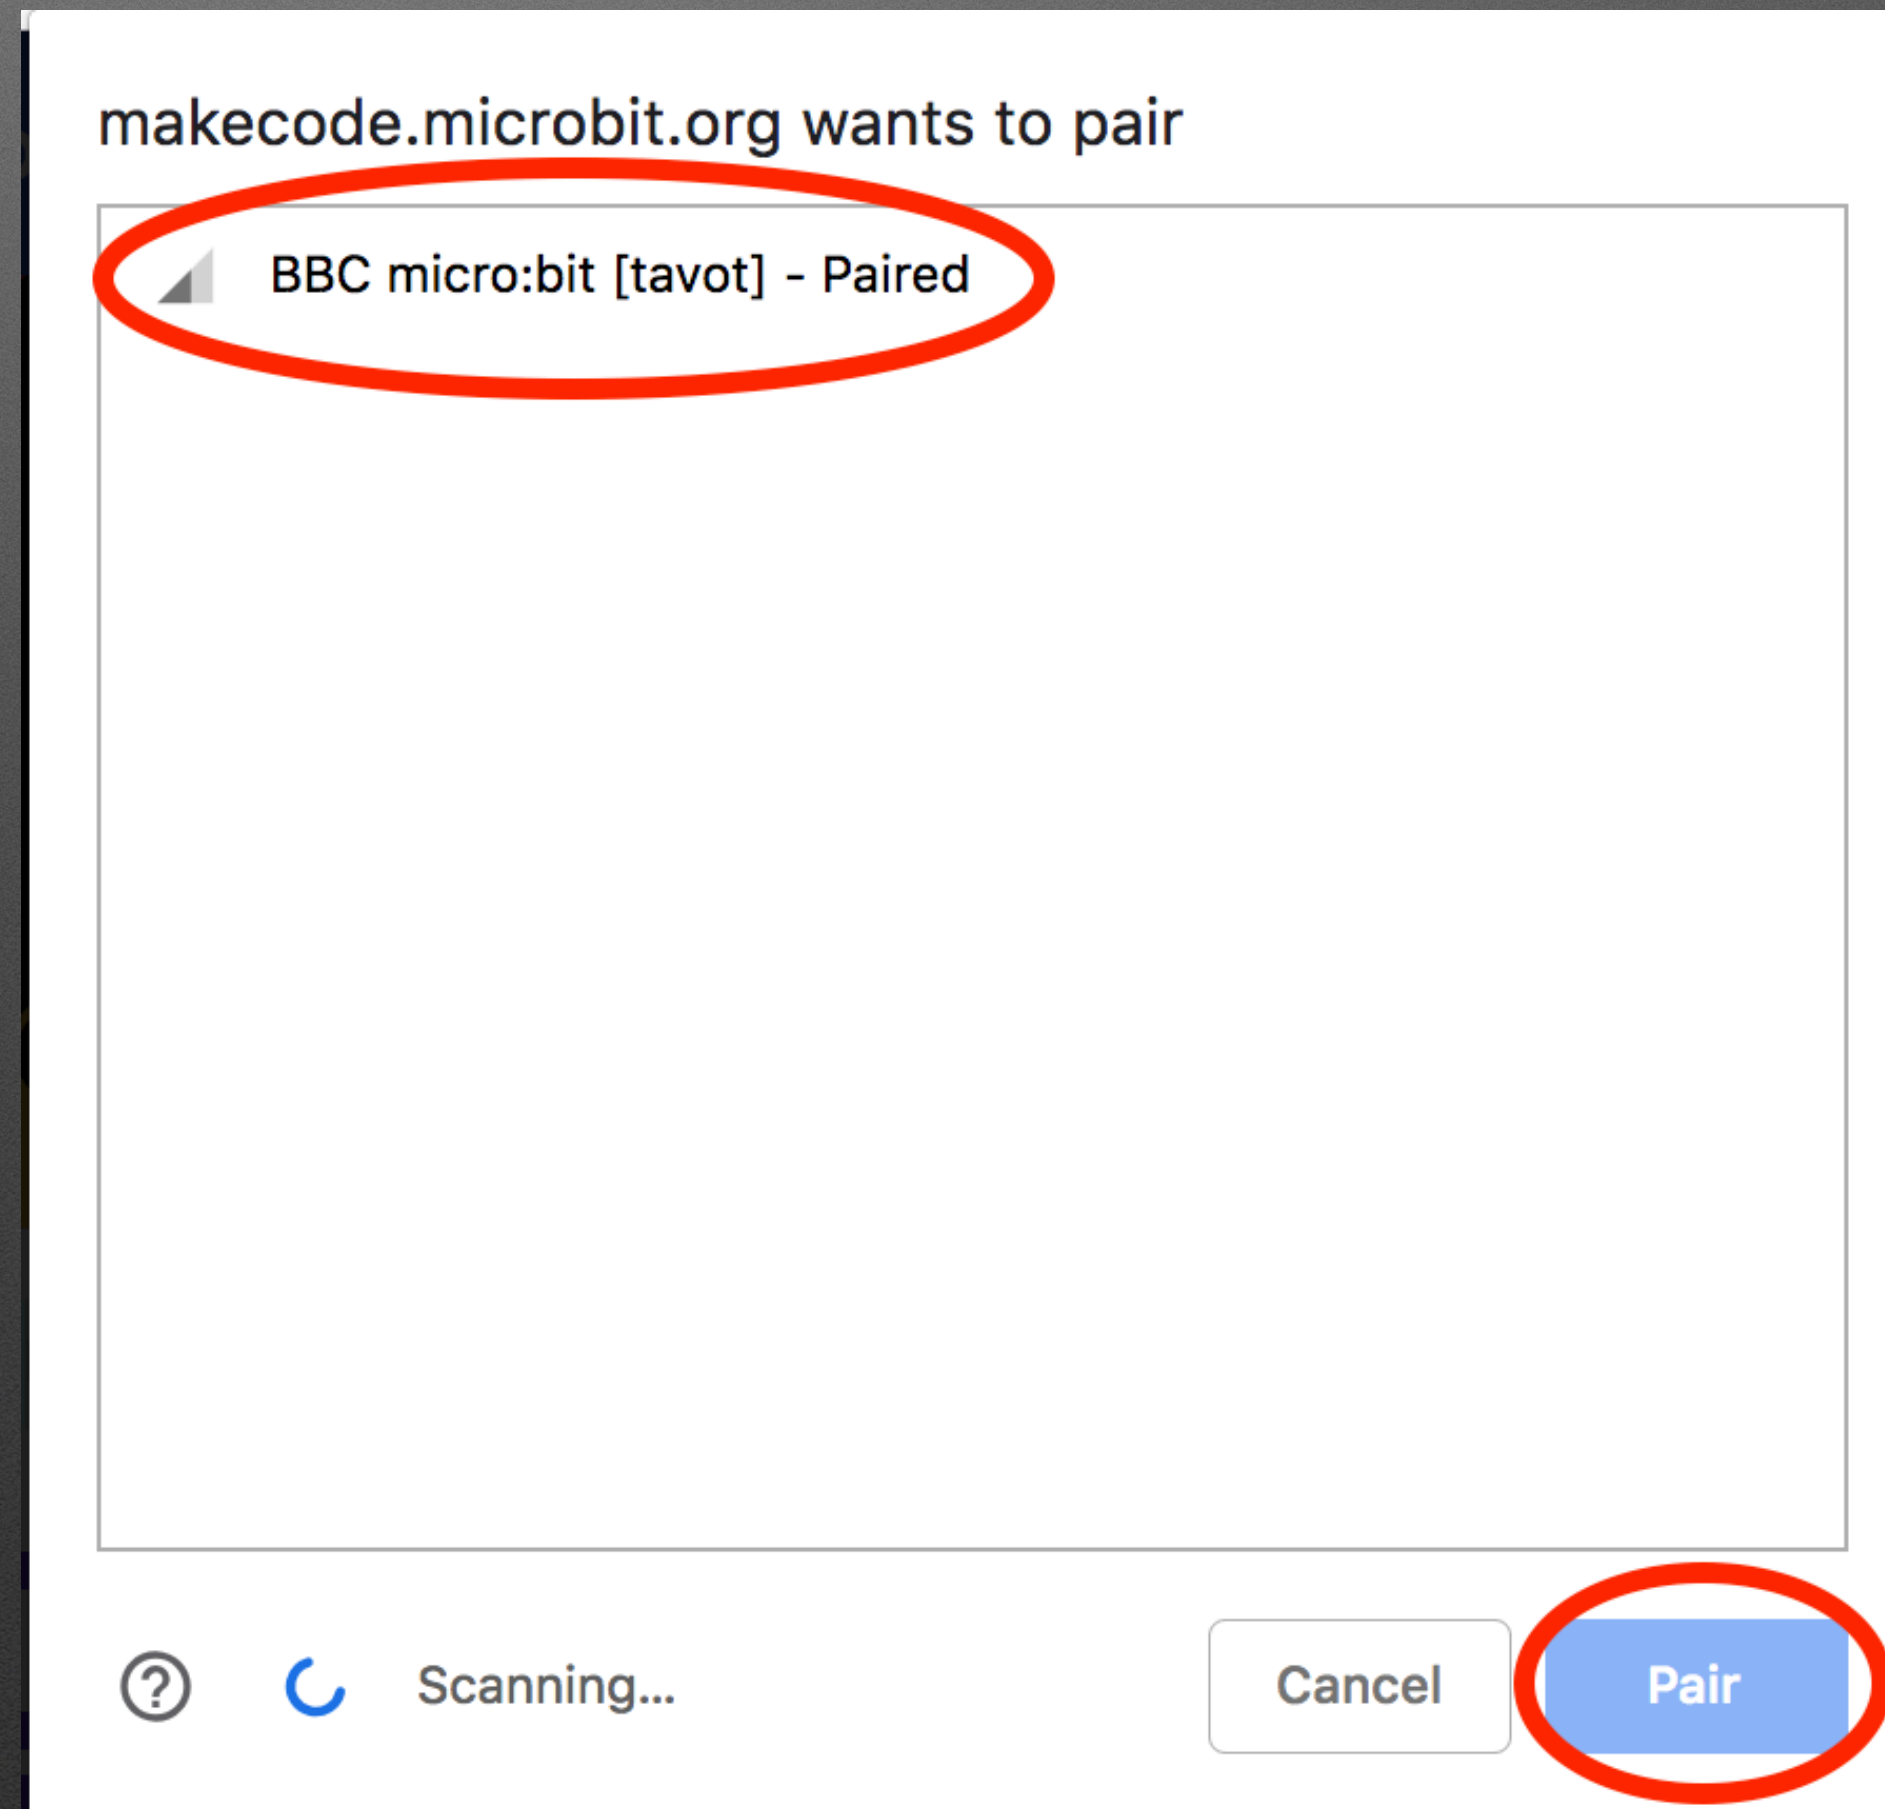 makecode.microbit.org wants to pair
BBC micro:bit [tavot] - Paired
Scanning...
Cancel
Pair